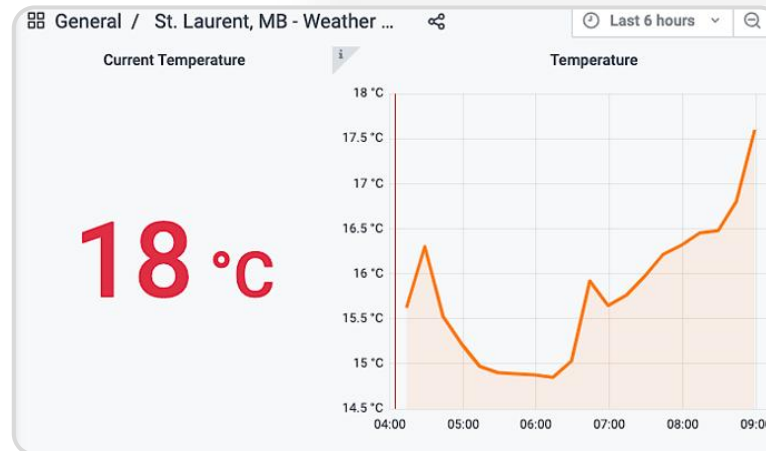 General / St. Laurent, MB - Weather ...
Last 6 hours
Current Temperature
i
Temperature
18 °C
18 °C
17.5 °C
17 °C
16.5 °C
16 °C
15.5 °C
15 °C
14.5 °C
04:00 05:00 06:00 07:00 08:00 09:0